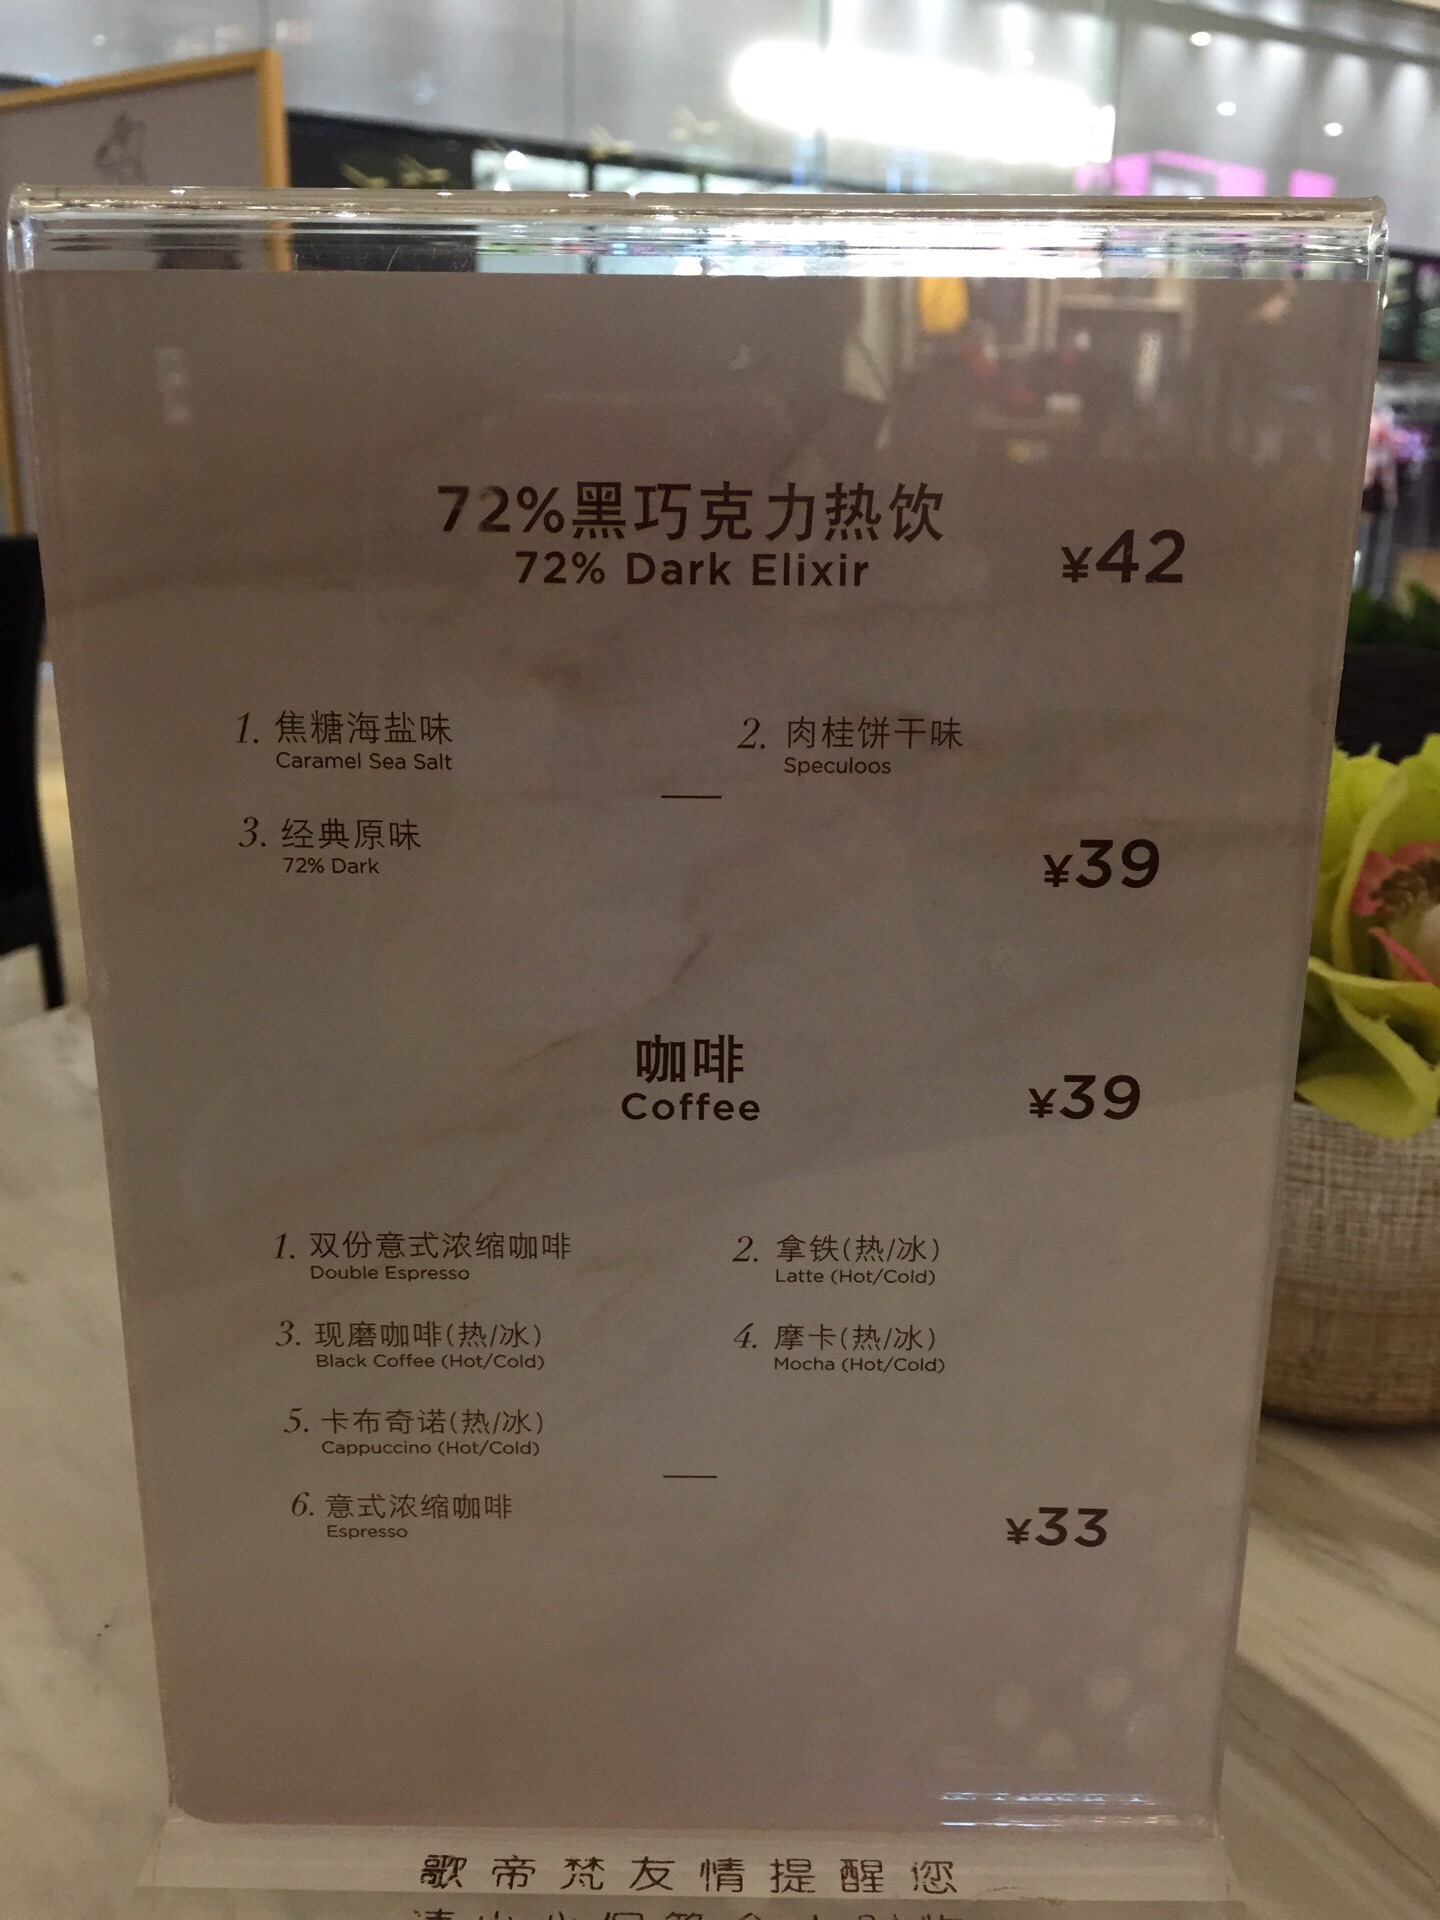 72%黑巧克力热饮
72% Dark Elixir
¥42
1. 焦糖海盐味
Caramel Sea Salt
2. 肉桂饼干味
Speculoos
3. 经典原味
72% Dark
¥39
咖啡
Coffee
¥39
1. 双份意式浓缩咖啡
Double Espresso
2. 拿铁(热/冰)
Latte (Hot/Cold)
3. 现磨咖啡(热/冰)
Black Coffee (Hot/Cold)
4. 摩卡(热/冰)
Mocha (Hot/Cold)
5. 卡布奇诺(热/冰)
Cappuccino (Hot/Cold)
6. 意式浓缩咖啡
Espresso
¥33
歌帝梵友情提醒您